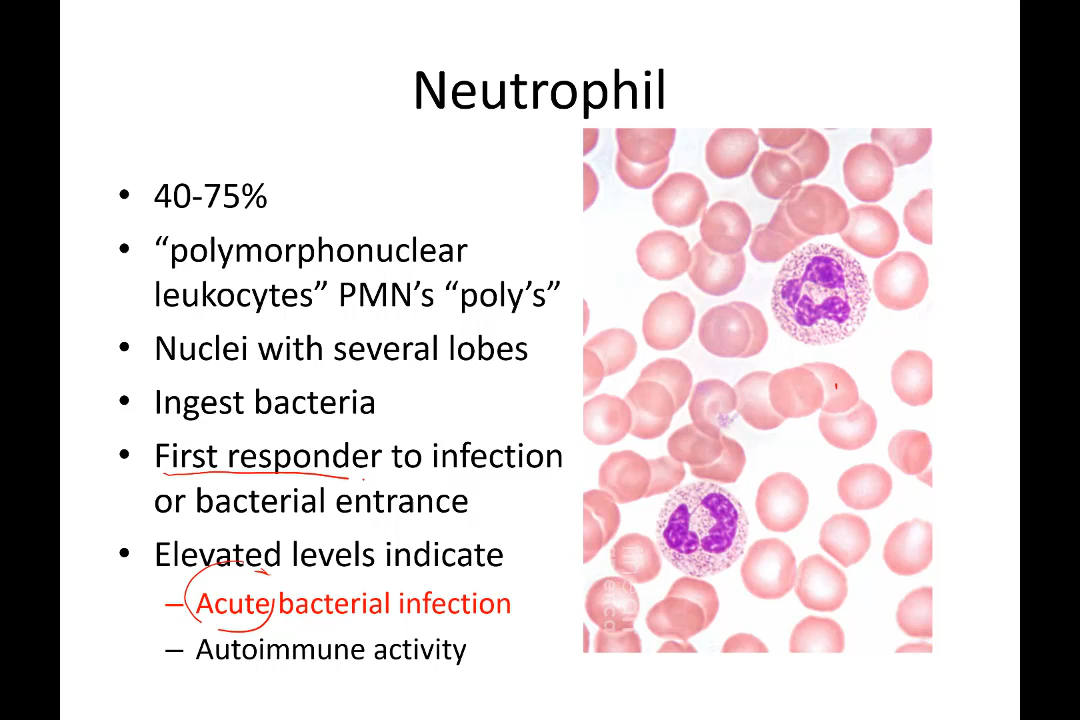 Neutrophil
• 40-75%
• “polymorphonuclear
leukocytes” PMN’s “poly’s”
• Nuclei with several lobes
• Ingest bacteria
• First responder to infection
or bacterial entrance
• Elevated levels indicate
– Acute bacterial infection
– Autoimmune activity